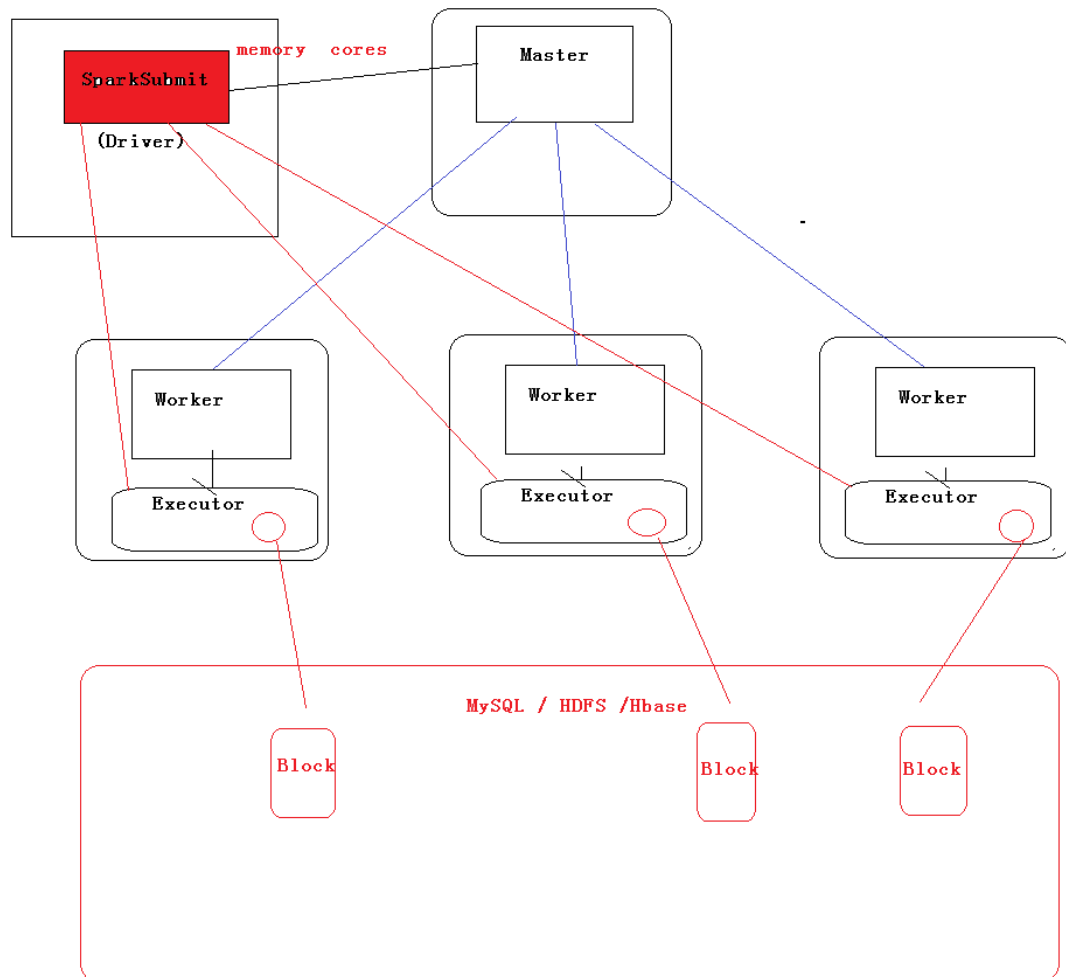 memory cores
Master
SparkSubmit
(Driver)
Worker
Worker
Worker
Executor
Executor
Executor
MySQL / HDFS /Hbase
Block
Block
Block